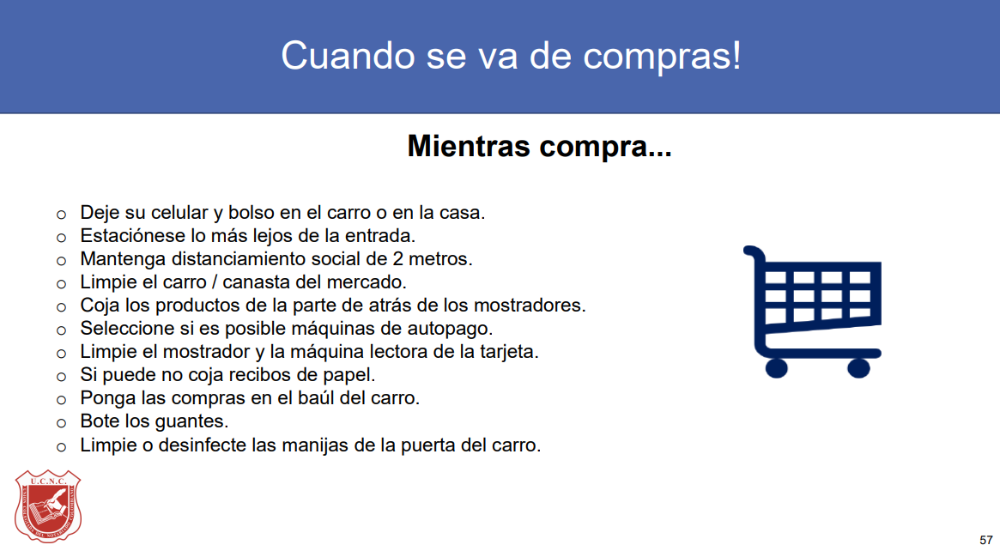 Cuando se va de compras!
Mientras compra...
o Deje su celular y bolso en el carro o en la casa.
o Estaciónese lo más lejos de la entrada.
o Mantenga distanciamiento social de 2 metros.
o Limpie el carro / canasta del mercado.
o Coja los productos de la parte de atrás de los mostradores.
o Seleccione si es posible máquinas de autopago.
o Limpie el mostrador y la máquina lectora de la tarjeta.
o Si puede no coja recibos de papel.
o Ponga las compras en el baúl del carro.
o Bote los guantes.
o Limpie o desinfecte las manijas de la puerta del carro.
U.C.N.C.
57